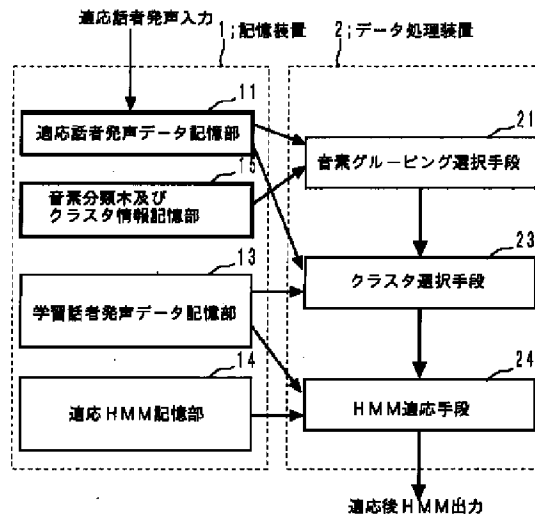 適応話者発声入力
1;記憶装置
2;データ処理装置
11
適応話者発声データ記憶部
15
音素分類木及び
クラスタ情報記憶部
13
学習話者発声データ記憶部
14
適応HMM記憶部
21
音素グルーピング選択手段
23
クラスタ選択手段
24
HMM適応手段
適応後HMM出力